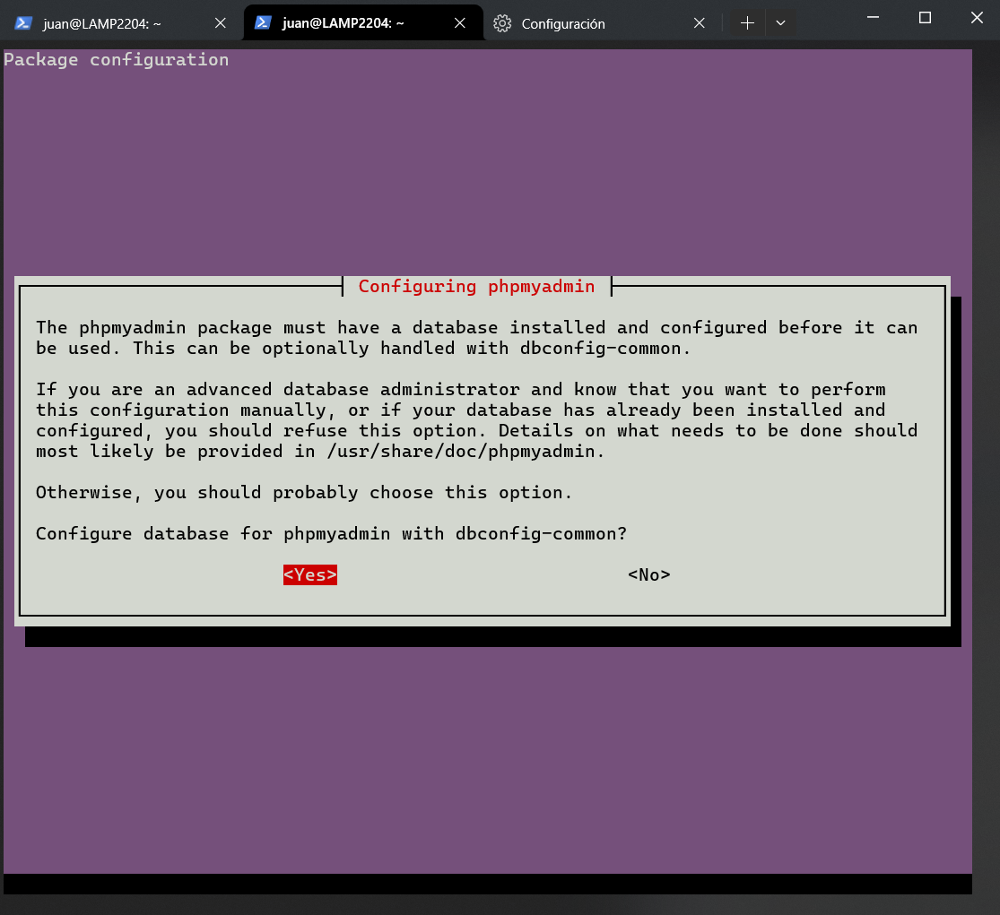 juan@LAMP2204: ~
juan@LAMP2204: ~
Configuración
Package configuration
Configuring phpmyadmin
The phpmyadmin package must have a database installed and configured before it can
be used. This can be optionally handled with dbconfig-common.
If you are an advanced database administrator and know that you want to perform
this configuration manually, or if your database has already been installed and
configured, you should refuse this option. Details on what needs to be done should
most likely be provided in /usr/share/doc/phpmyadmin.
Otherwise, you should probably choose this option.
Configure database for phpmyadmin with dbconfig-common?
<Yes> <No>